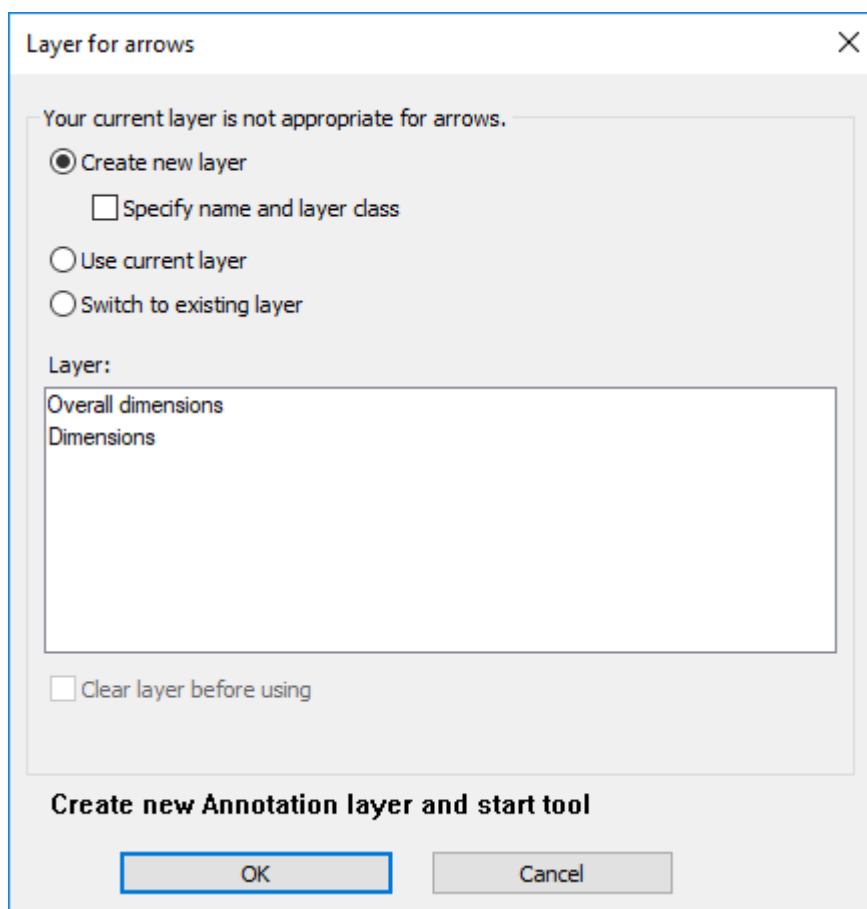 Layer for arrows
Your current layer is not appropriate for arrows.
Create new layer
Specify name and layer class
Use current layer
Switch to existing layer
Layer:
Overall dimensions
Dimensions
Clear layer before using
Create new Annotation layer and start tool
OK Cancel